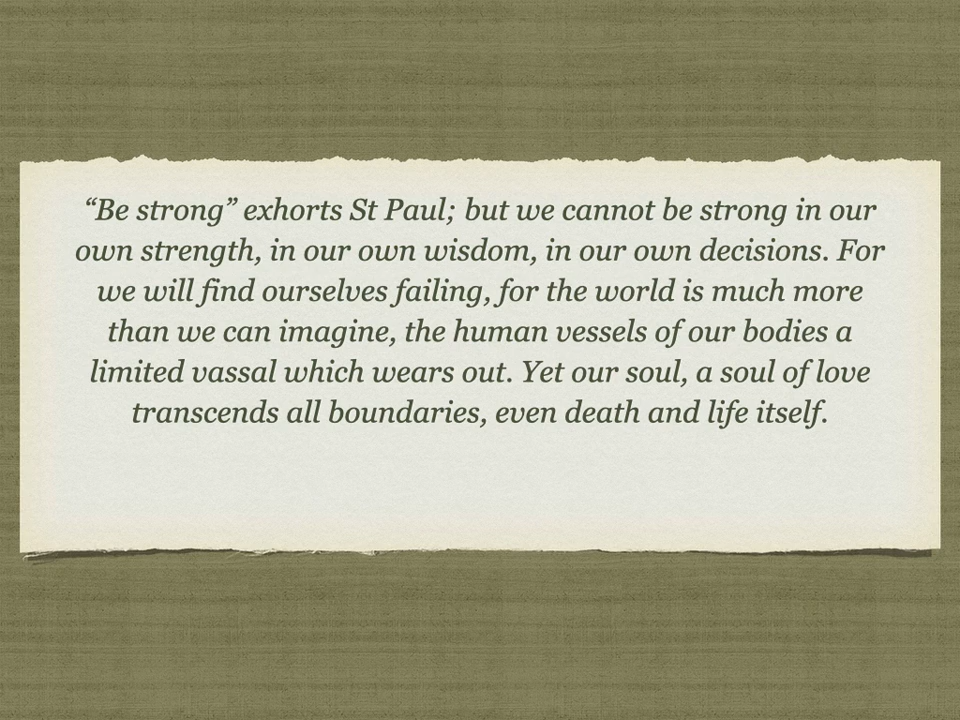 “Be strong” exhorts St Paul; but we cannot be strong in our
own strength, in our own wisdom, in our own decisions. For
we will find ourselves failing, for the world is much more
than we can imagine, the human vessels of our bodies a
limited vassal which wears out. Yet our soul, a soul of love
transcends all boundaries, even death and life itself.